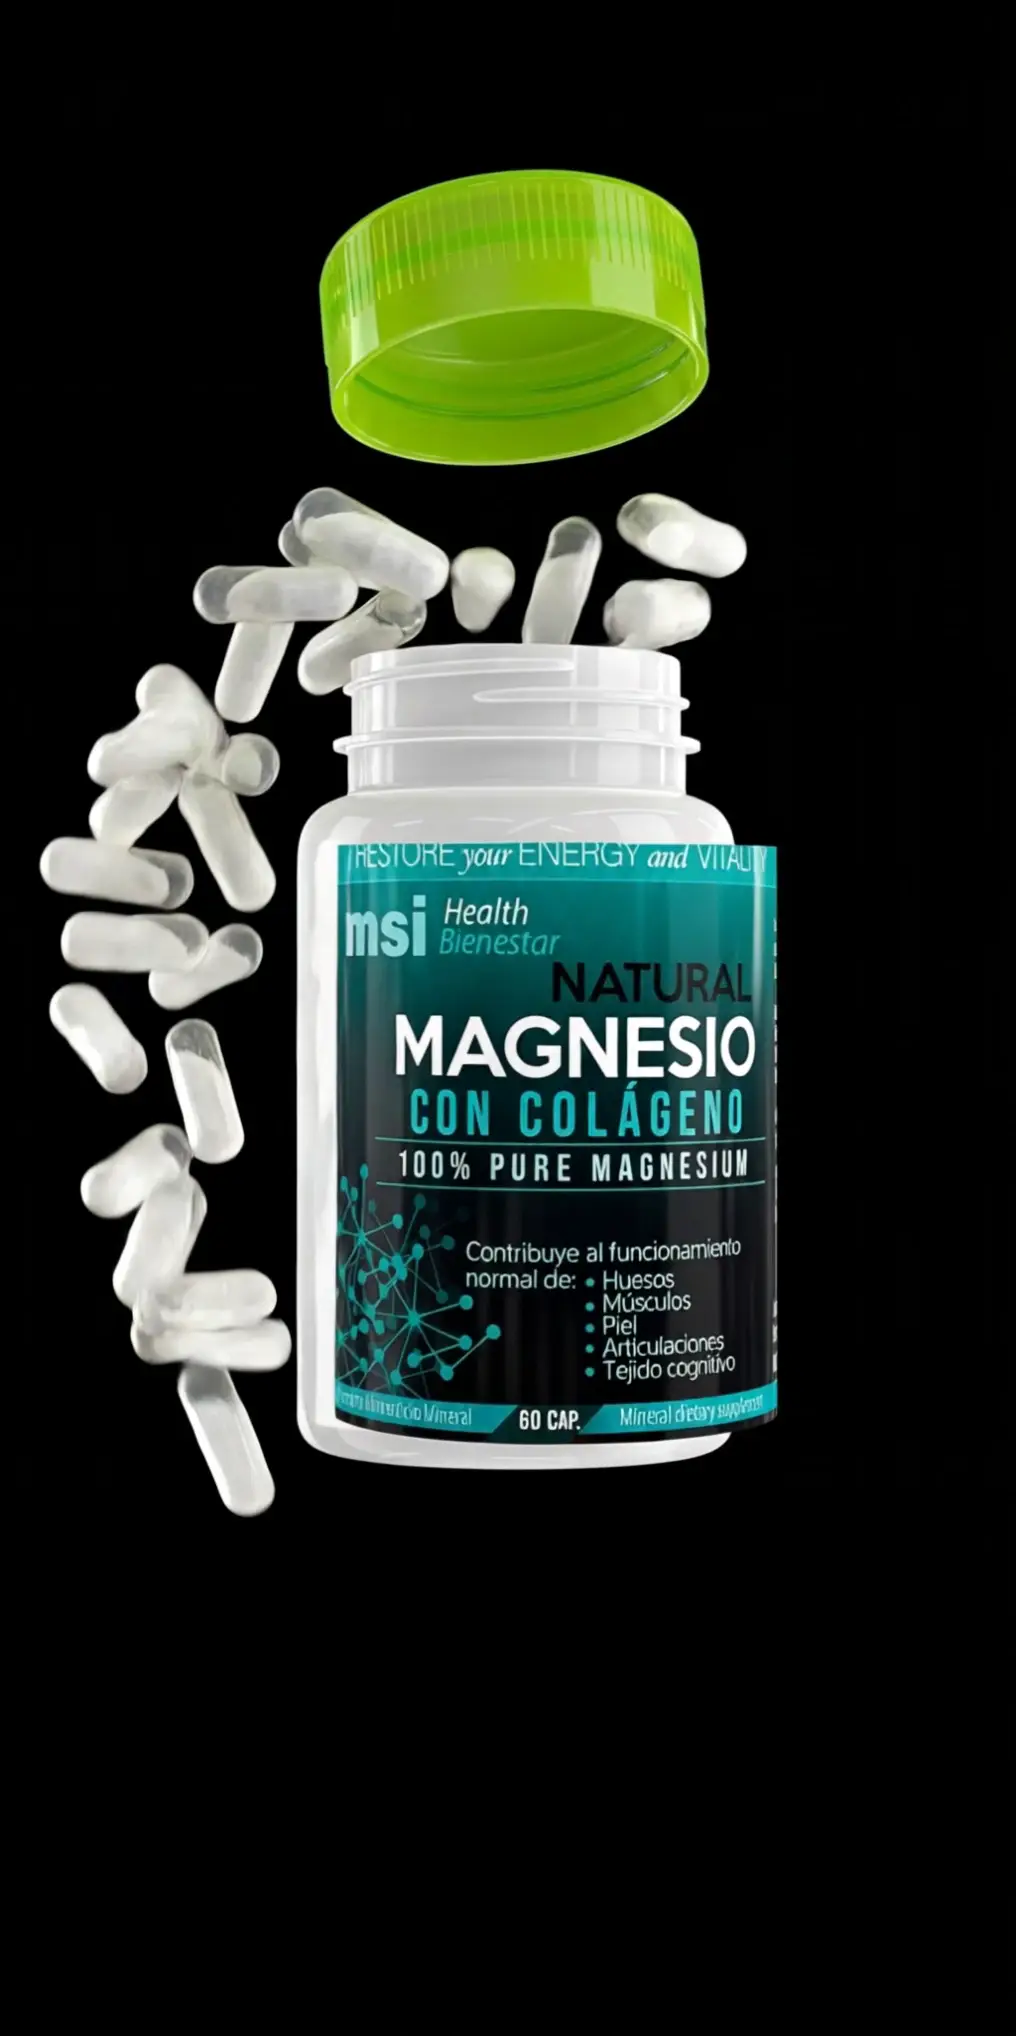 RESTORE your ENERGY and VITALITY
msi Health
Bienestar
NATURAL
MAGNESIO
CON COLÁGENO
100% PURE MAGNESIUM
Contribuye al funcionamiento
normal de: • Huesos
• Músculos
• Piel
• Articulaciones
• Tejido cognitivo
Mineral 60 CAP. Mineral dietary supplement